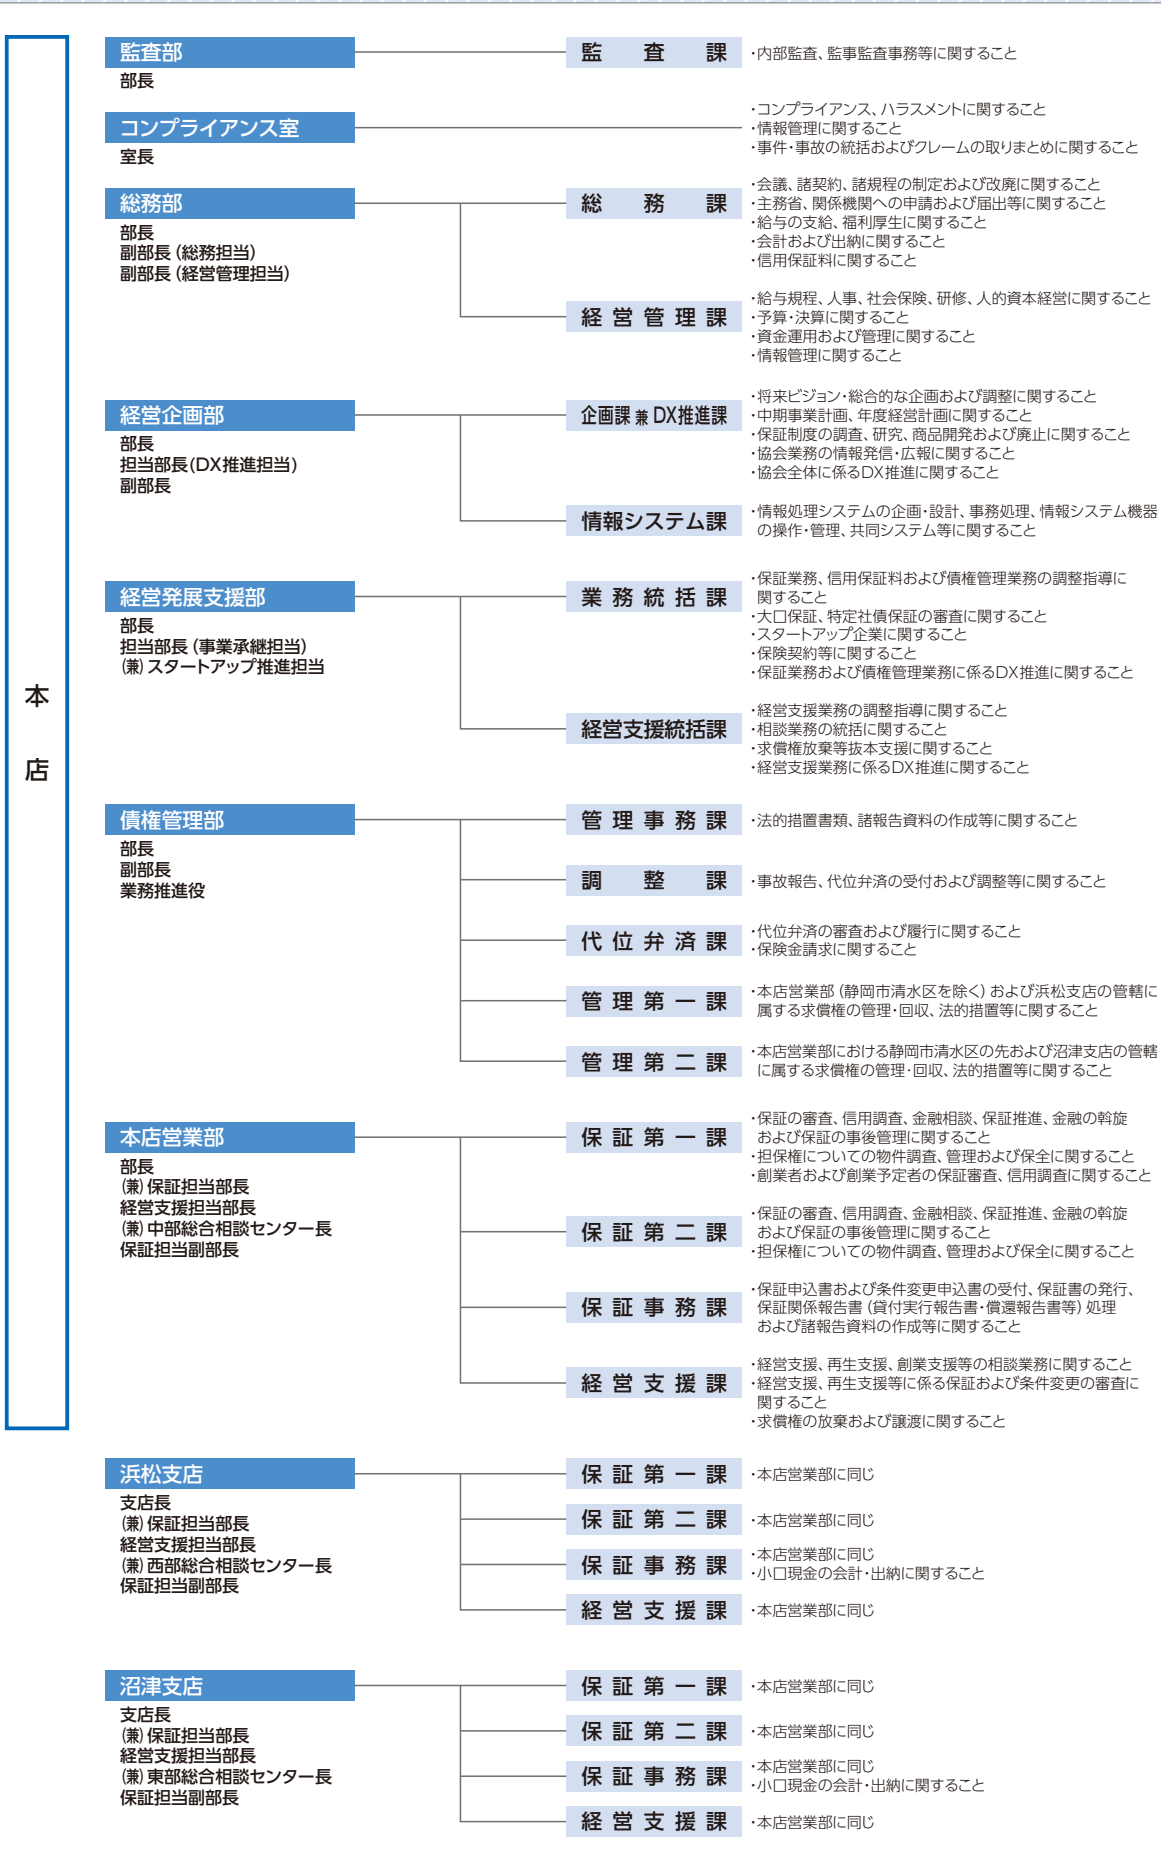 本店
監査部
部長
監査課
・内部監査、監事監査事務等に関すること
コンプライアンス室
室長
・コンプライアンス、ハラスメントに関すること
・情報管理に関すること
・事件・事故の統括およびクレームの取りまとめに関すること
総務部
部長
副部長（総務担当）
副部長（経営管理担当）
総務課
・会議、諸契約、諸規程の制定および改廃に関すること
・主務省、関係機関への申請および届出等に関すること
・給与の支給、福利厚生に関すること
・会計および出納に関すること
・信用保証料に関すること
経営管理課
・給与規程、人事、社会保険、研修、人的資本経営に関すること
・予算・決算に関すること
・資金運用および管理に関すること
・情報管理に関すること
経営企画部
部長
担当部長(DX推進担当)
副部長
企画課 兼 DX推進課
・将来ビジョン・総合的な企画および調整に関すること
・中期事業計画、年度経営計画に関すること
・保証制度の調査、研究、商品開発および廃止に関すること
・協会業務の情報発信・広報に関すること
・協会全体に係るDX推進に関すること
情報システム課
・情報処理システムの企画・設計、事務処理、情報システム機器
の操作・管理、共同システム等に関すること
経営発展支援部
部長
担当部長（事業承継担当）
（兼）スタートアップ推進担当
業務統括課
・保証業務、信用保証料および債権管理業務の調整指導に
関すること
・大口保証、特定社債保証の審査に関すること
・スタートアップ企業に関すること
・保険契約等に関すること
・保証業務および債権管理業務に係るDX推進に関すること
経営支援統括課
・経営支援業務の調整指導に関すること
・相談業務の統括に関すること
・求償権放棄等抜本支援に関すること
・経営支援業務に係るDX推進に関すること
債権管理部
部長
副部長
業務推進役
管理事務課
・法的措置書類、諸報告資料の作成等に関すること
調整課
・事故報告、代位弁済の受付および調整等に関すること
代位弁済課
・代位弁済の審査および履行に関すること
・保険金請求に関すること
管理第一課
・本店営業部（静岡市清水区を除く）および浜松支店の管轄に
属する求償権の管理・回収、法的措置等に関すること
管理第二課
・本店営業部における静岡市清水区の先および沼津支店の管轄
に属する求償権の管理・回収、法的措置等に関すること
本店営業部
部長
（兼）保証担当部長
経営支援担当部長
（兼）中部総合相談センター長
保証担当副部長
保証第一課
・保証の審査、信用調査、金融相談、保証推進、金融の斡旋
および保証の事後管理に関すること
・担保権についての物件調査、管理および保全に関すること
・創業者および創業予定者の保証審査、信用調査に関すること
保証第二課
・保証の審査、信用調査、金融相談、保証推進、金融の斡旋
および保証の事後管理に関すること
・担保権についての物件調査、管理および保全に関すること
保証事務課
・保証申込書および条件変更申込書の受付、保証書の発行、
保証関係報告書（貸付実行報告書・償還報告書等）処理
および諸報告資料の作成等に関すること
経営支援課
・経営支援、再生支援、創業支援等の相談業務に関すること
・経営支援、再生支援等に係る保証および条件変更の審査に
関すること
・求償権の放棄および譲渡に関すること
浜松支店
支店長
（兼）保証担当部長
経営支援担当部長
（兼）西部総合相談センター長
保証担当副部長
保証第一課
・本店営業部に同じ
保証第二課
・本店営業部に同じ
保証事務課
・本店営業部に同じ
・小口現金の会計・出納に関すること
経営支援課
・本店営業部に同じ
沼津支店
支店長
（兼）保証担当部長
経営支援担当部長
（兼）東部総合相談センター長
保証担当副部長
保証第一課
・本店営業部に同じ
保証第二課
・本店営業部に同じ
保証事務課
・本店営業部に同じ
・小口現金の会計・出納に関すること
経営支援課
・本店営業部に同じ